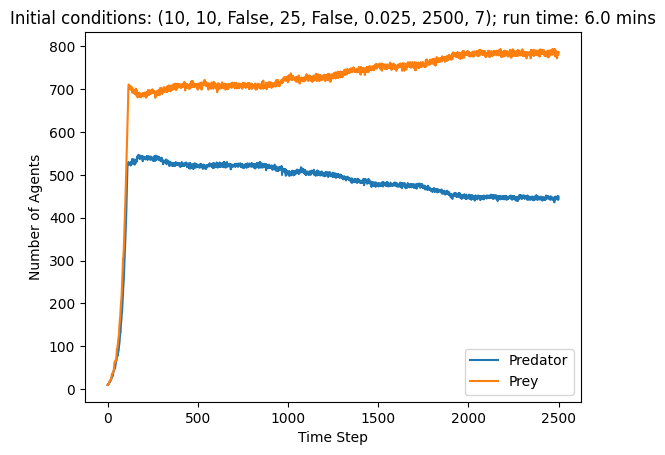 Initial conditions: (10, 10, False, 25, False, 0.025, 2500, 7); run time: 6.0 mins
800
700
600
500
400
300
200
100
0
Number of Agents
Predator
Prey
0 500 1000 1500 2000 2500
Time Step